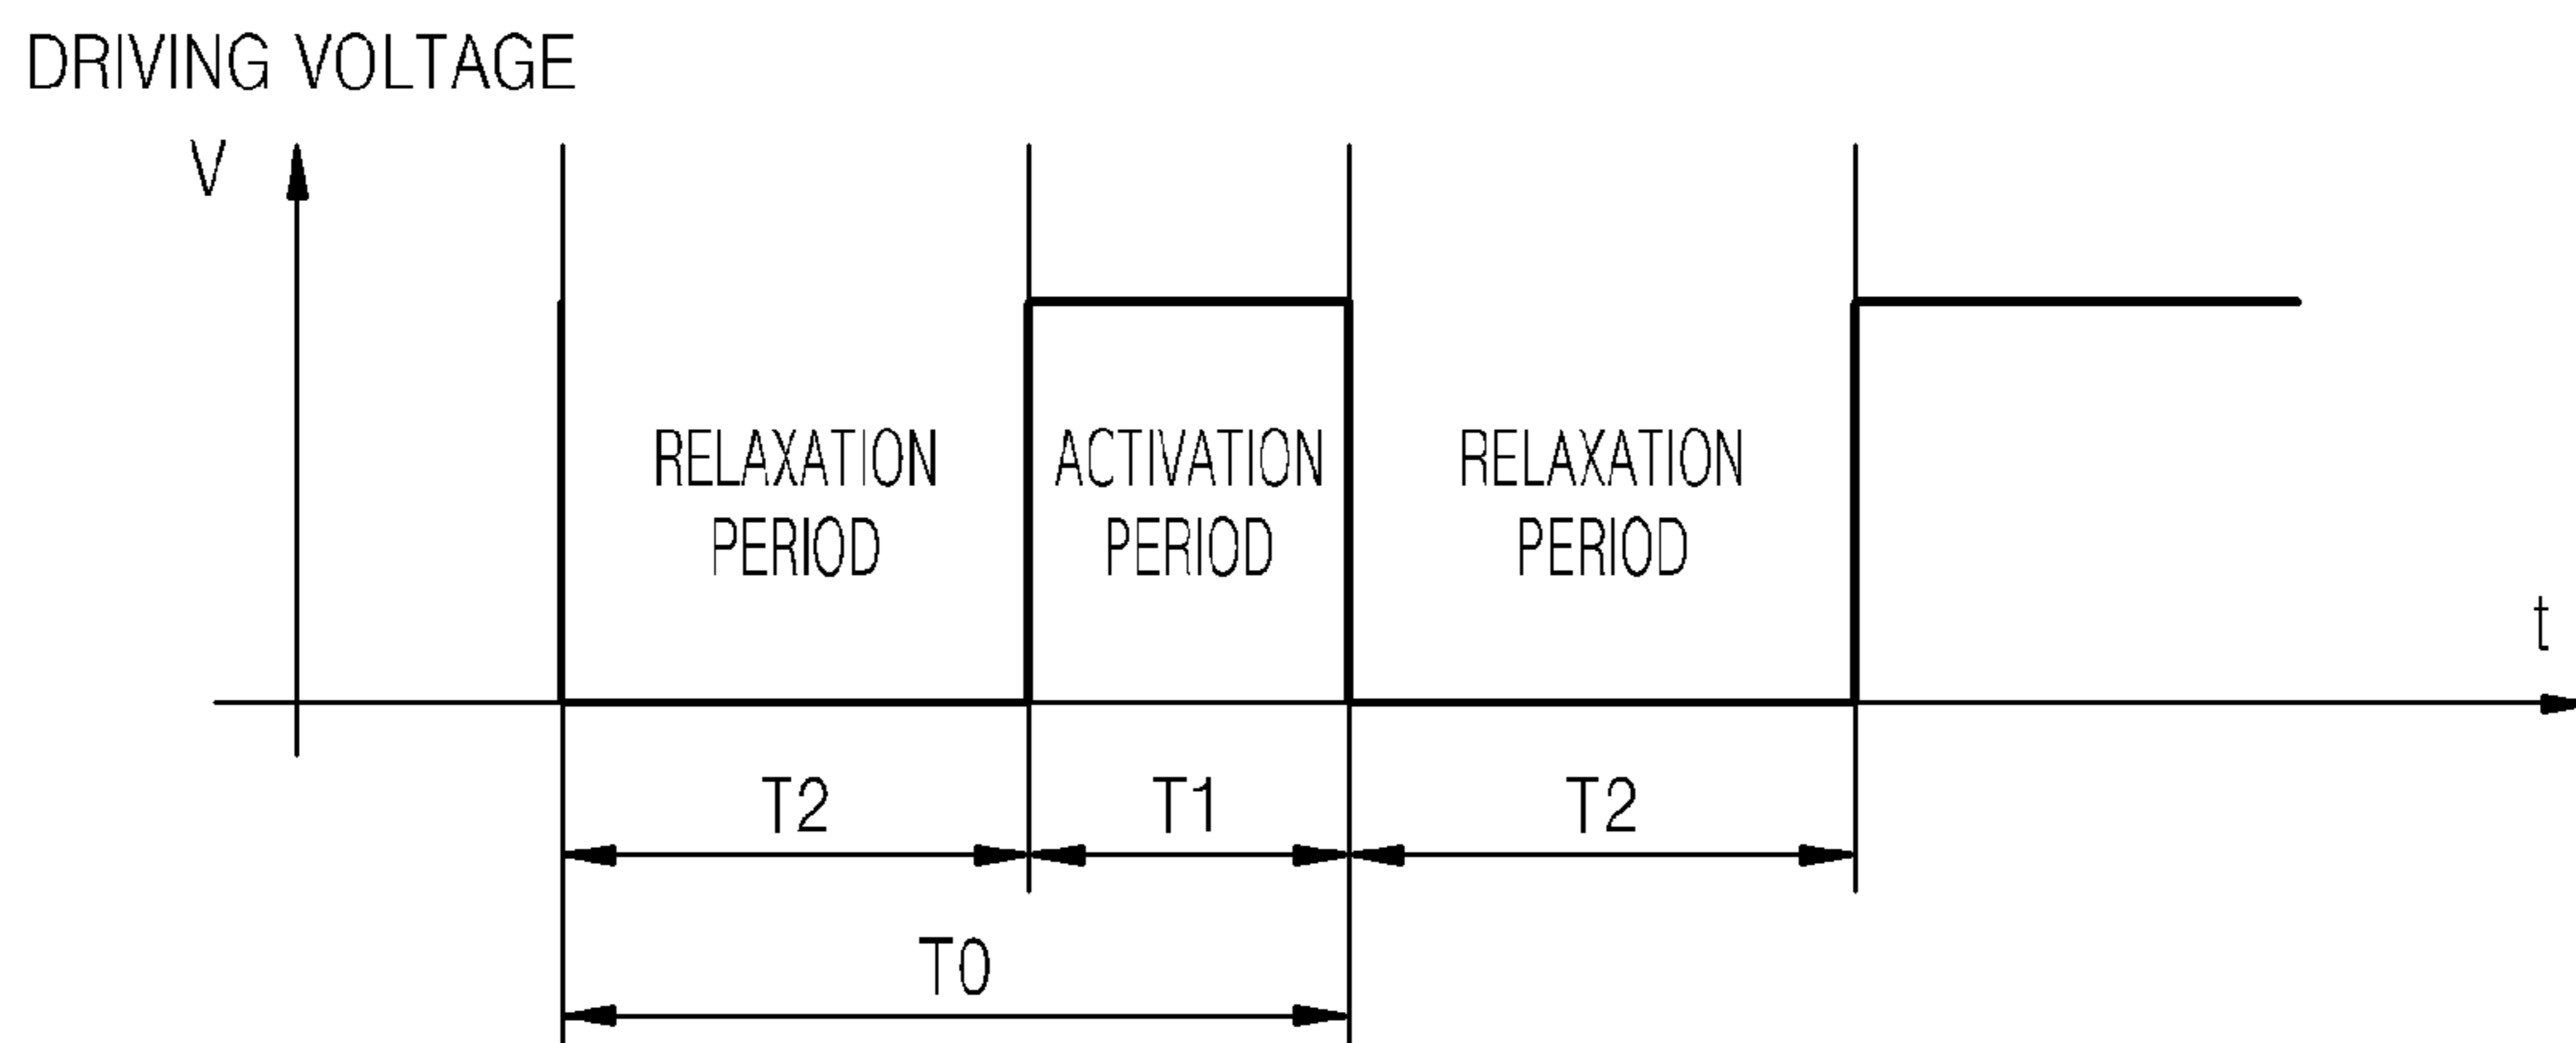 DRIVING VOLTAGE
V
RELAXATION
PERIOD
ACTIVATION
PERIOD
RELAXATION
PERIOD
t
T2
T1
T2
T0